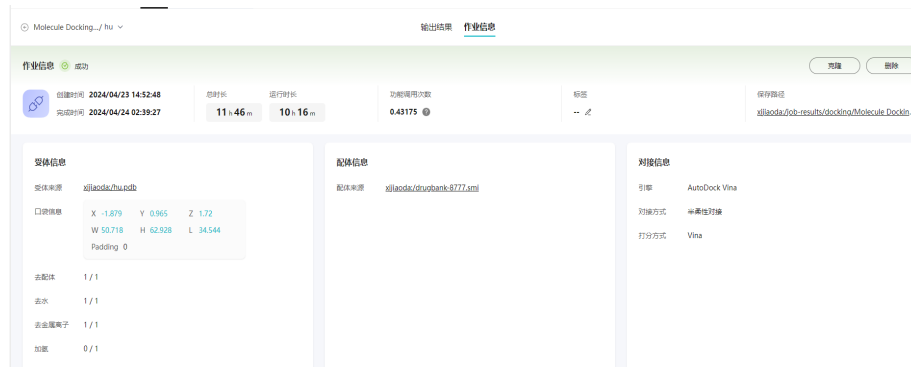 Molecule Docking.../ hu
输出结果 作业信息
作业信息 成功 克隆 删除
创建时间 2024/04/23 14:52:48 总时长 运行时长 功能调用次数 标签 保存路径
完成时间 2024/04/24 02:39:27 11 h 46 m 10 h 16 m 0.43175 -- xijiaoda:/job-results/docking/Molecule Dockin.
受体信息 配体信息 对接信息
受体来源 xijiaoda:/hu.pdb 配体来源 xijiaoda:/drugbank-8777.smi 引擎 AutoDock Vina
口袋信息 X -1.879 Y 0.965 Z 1.72 对接方式 半柔性对接
W 50.718 H 62.928 L 34.544 打分方式 Vina
Padding 0
去配体 1 / 1
去水 1 / 1
去金属离子 1 / 1
加氢 0 / 1